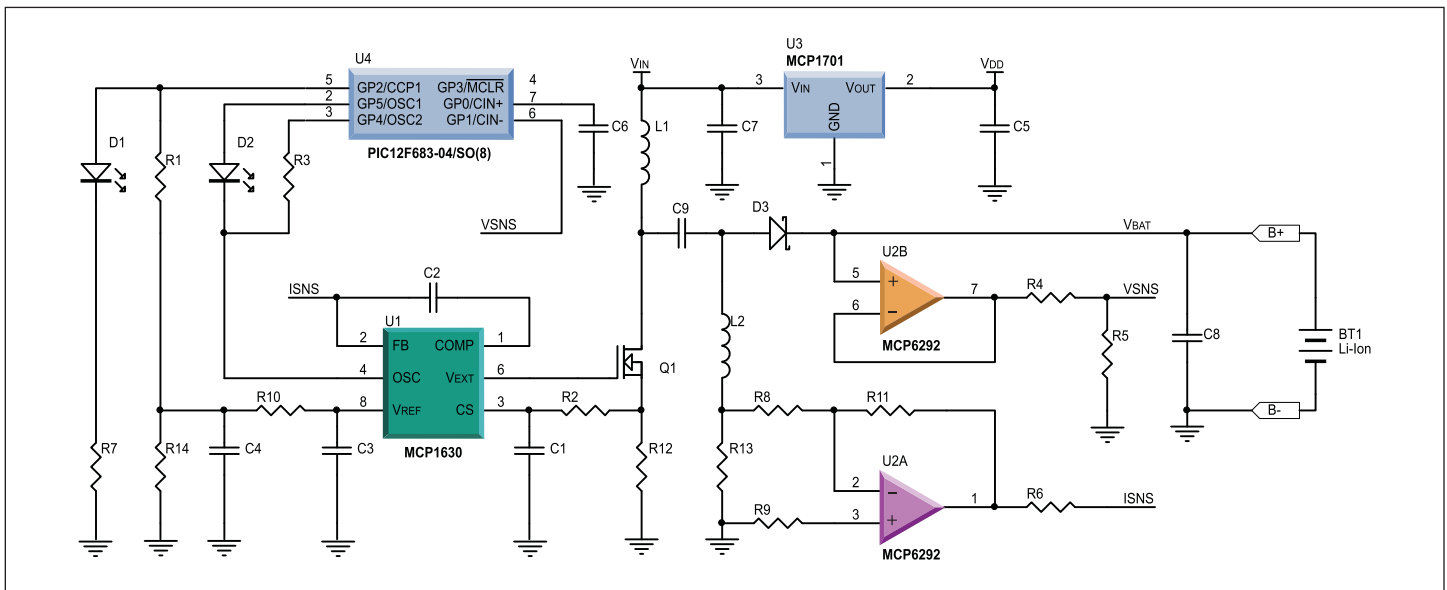 U4
5 GP2/CCP1 GP3/MCLR 4
2 GP5/OSC1 GP0/CIN+ 7
3 GP4/OSC2 GP1/CIN- 6
PIC12F683-04/SO(8)
VIN
U3
MCP1701
3 VIN VOUT 2
GND
1
VDD
L1
C7
C5
C6
D1
R1
D2
R3
VSNS
C9
D3
VBAT
B+
U2B
5 +
6 −
7
MCP6292
R4
VSNS
R5
C8
BT1
Li-Ion
B-
ISNS
C2
U1
2 FB COMP 1
4 OSC VEXT 6
8 VREF CS 3
MCP1630
Q1
L2
R10
R2
R8
R11
R7
R14
C4
C3
C1
R12
R13
U2A
2 −
3 +
1
MCP6292
R9
R6
ISNS